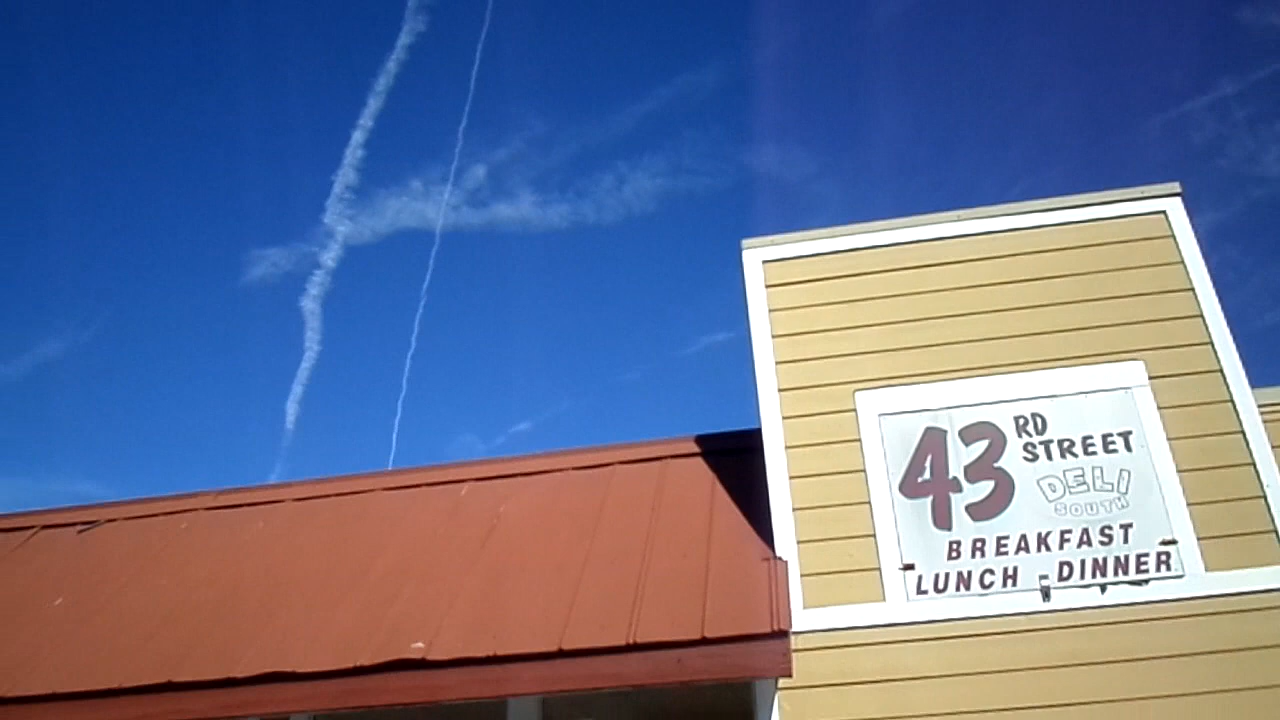 43 RD
STREET
DELI
SOUTH
BREAKFAST
LUNCH DINNER